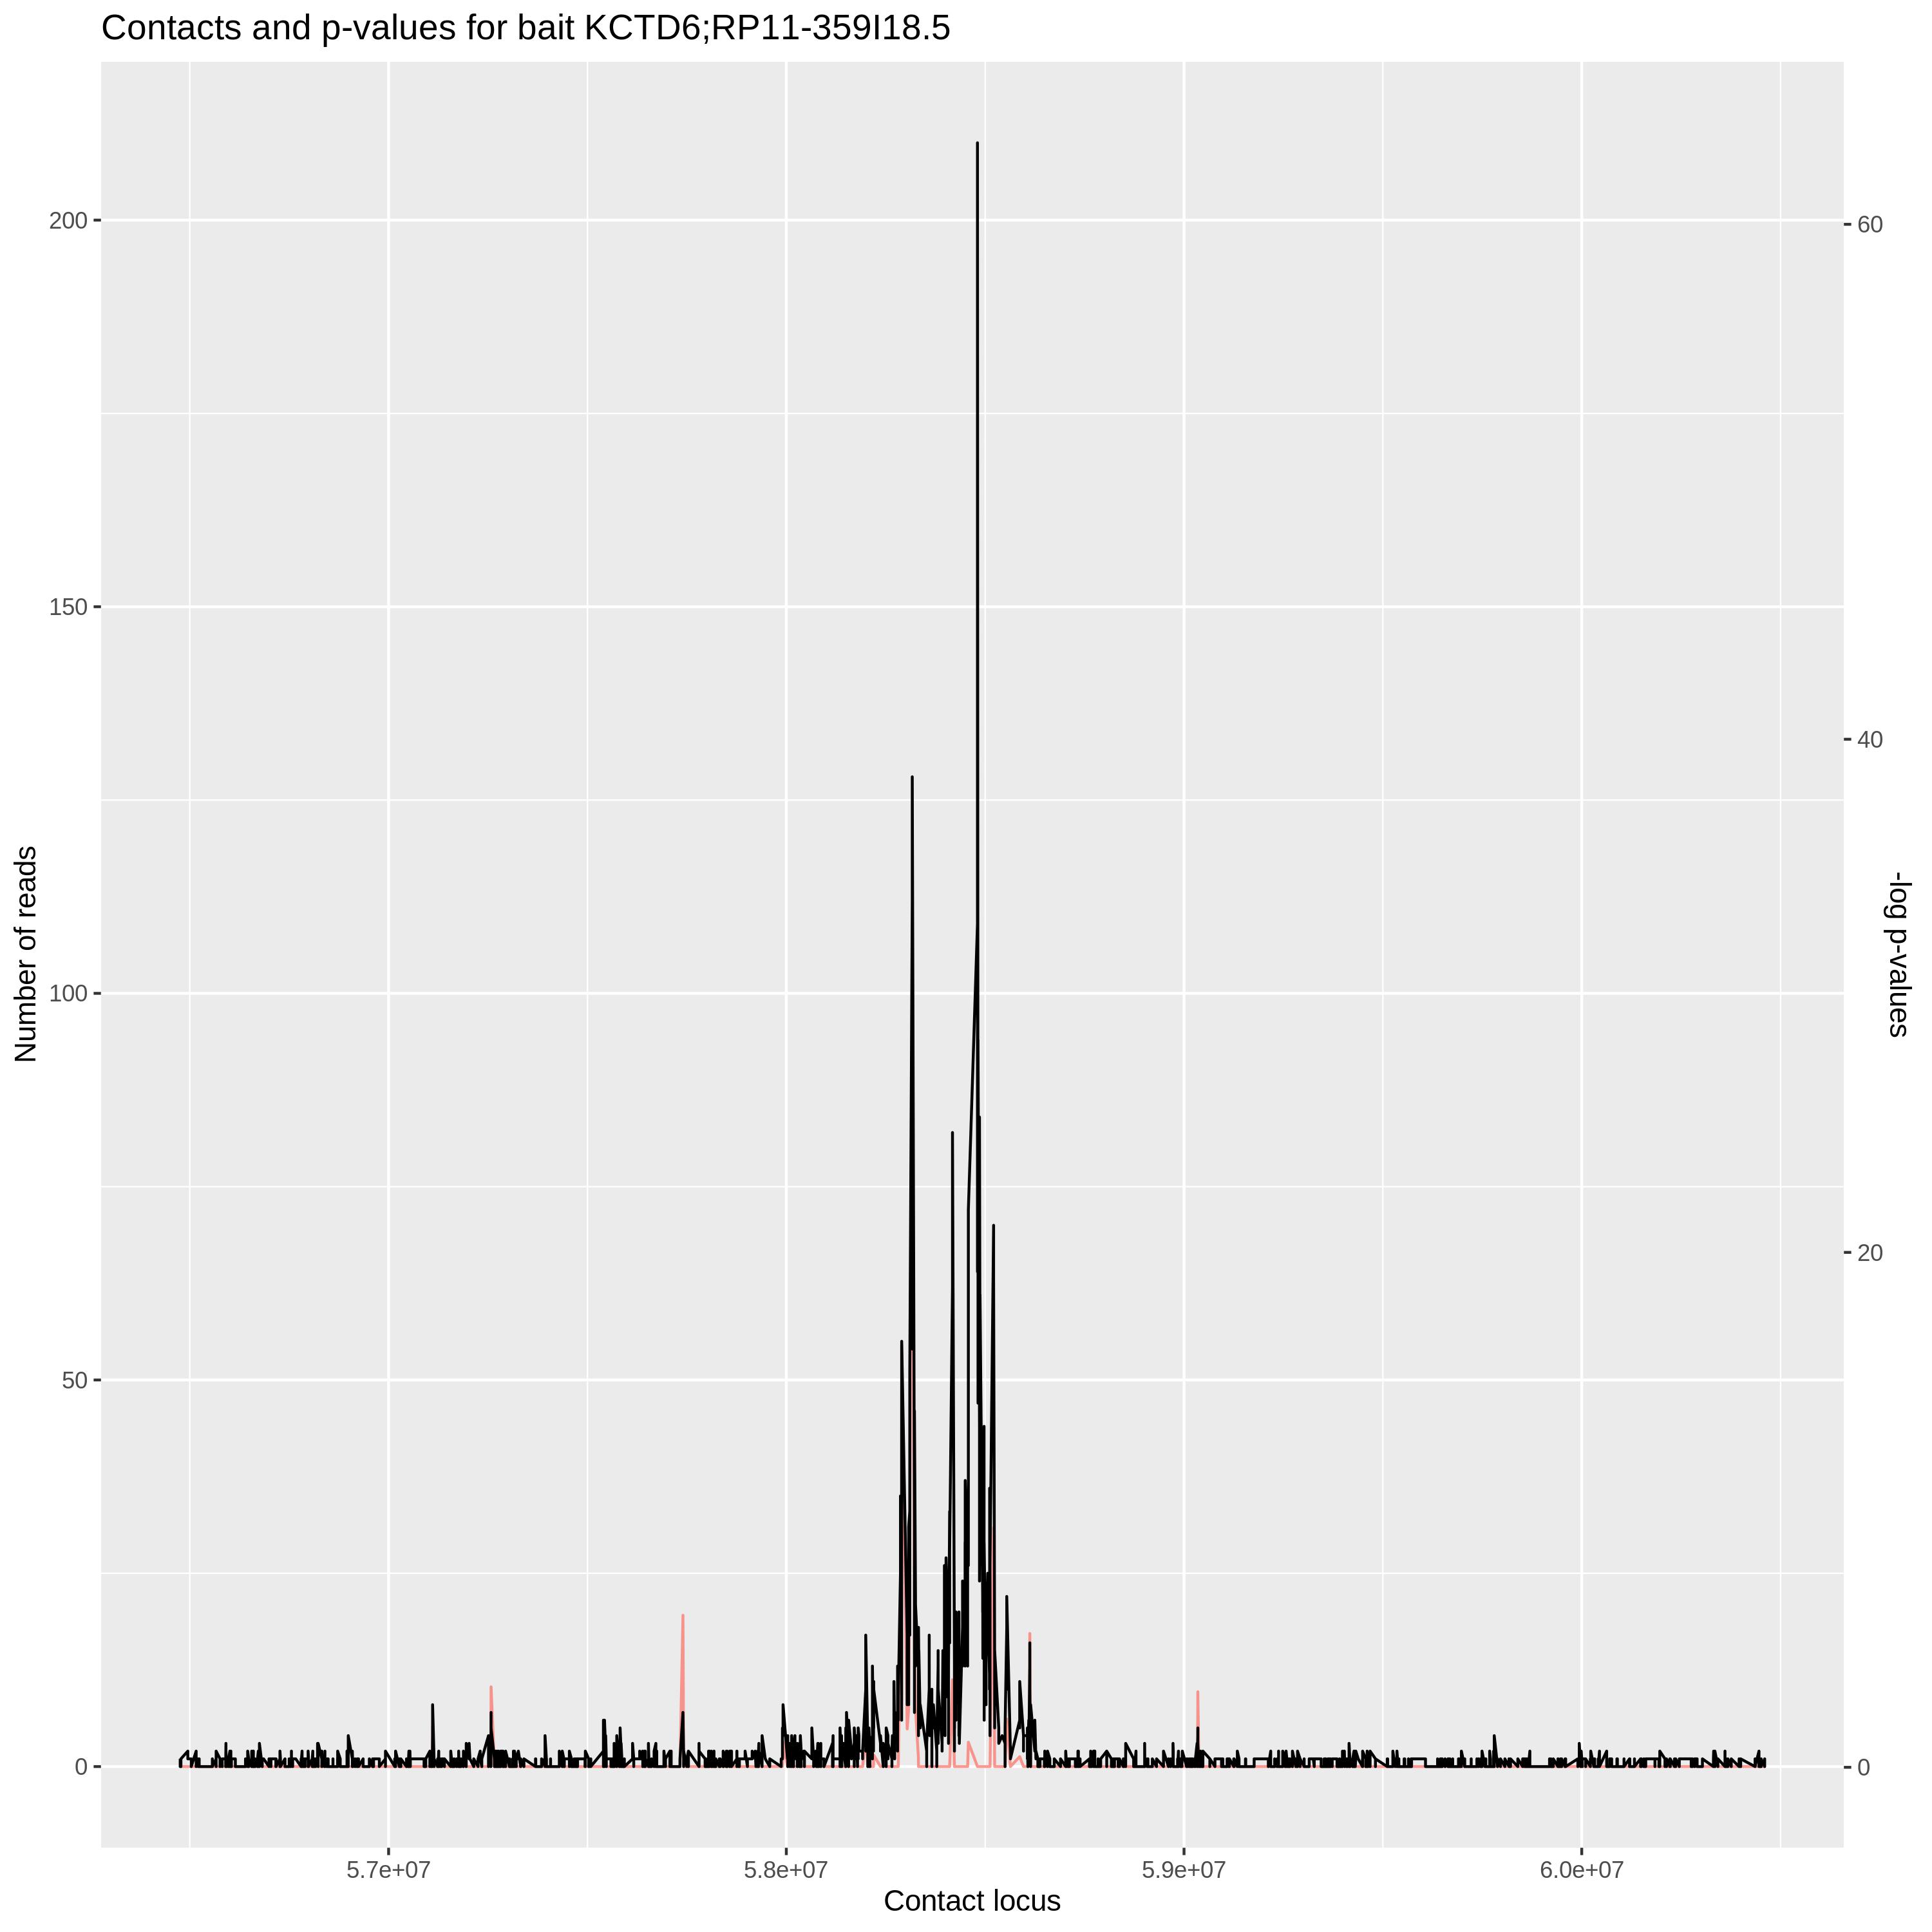 Contacts and p-values for bait KCTD6;RP11-359I18.5
200
150
100
50
0
Number of reads
60
40
20
0
-log p-values
5.7e+07
5.8e+07
5.9e+07
6.0e+07
Contact locus